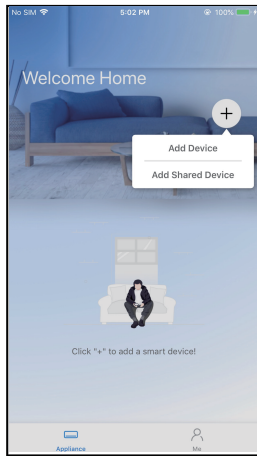 No SIM 5:02 PM 100%
Welcome Home
+
Add Device
Add Shared Device
Click "+" to add a smart device!
Appliance Me